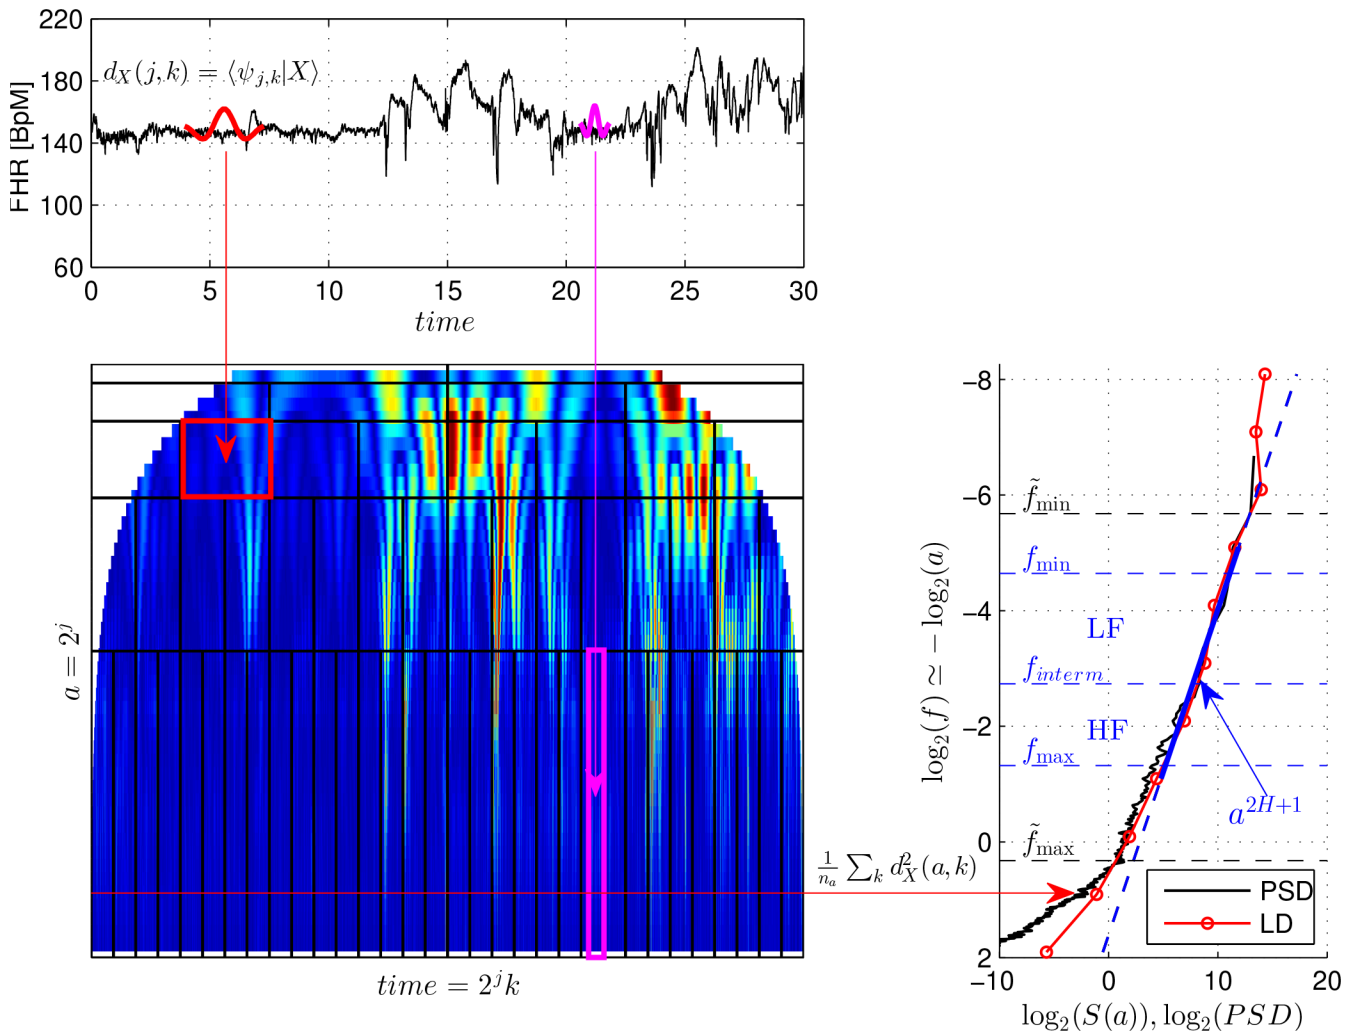 220
180
140
100
60
FHR [BpM]
d_X(j, k) = ⟨ψ_{j,k}|X⟩
0 5 10 15 20 25 30
time
a = 2^j
time = 2^j k
1/n_a ∑_k d_X^2(a, k)
log_2(f) ≃ − log_2(a)
−8
−6
−4
−2
0
2
f̃_min
f_min
LF
f_interm
HF
f_max
a^{2H+1}
f̃_max
PSD
LD
−10 0 10 20
log_2(S(a)), log_2(PSD)